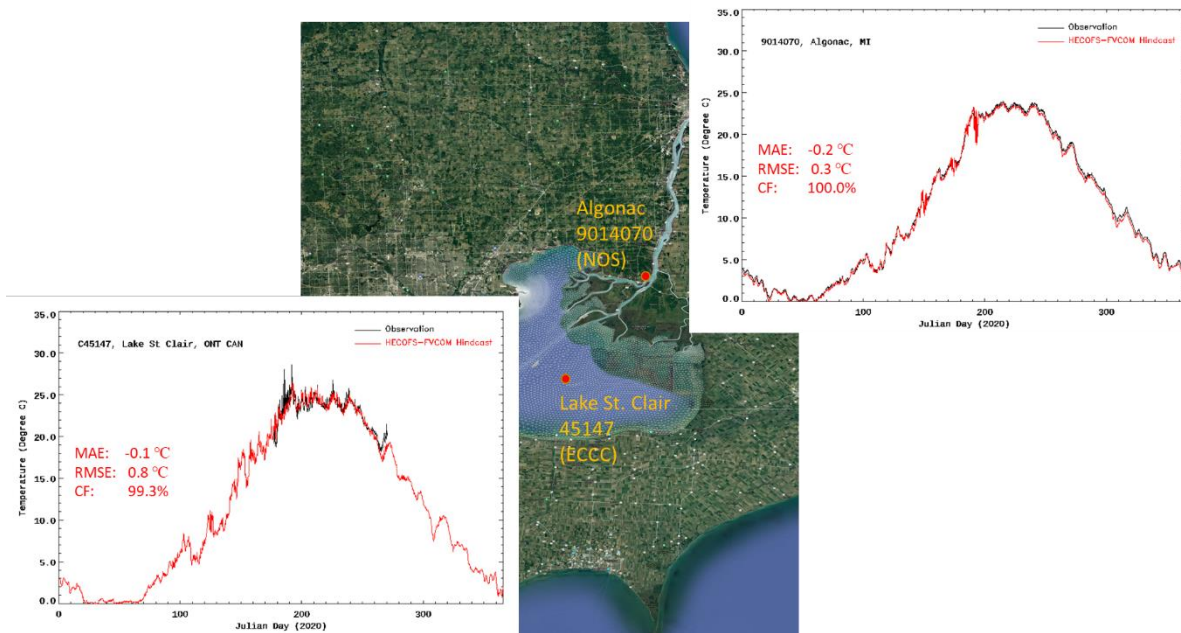 35.0
30.0
25.0
20.0
15.0
10.0
5.0
0.0
Temperature (Degree C)
9014070, Algonac, MI
Observation
HECOFS-FVCOM Hindcast
MAE: -0.2 °C
RMSE: 0.3 °C
CF: 100.0%
0 100 200 300
Julian Day (2020)
Algonac
9014070
(NOS)
35.0
30.0
25.0
20.0
15.0
10.0
5.0
0.0
Temperature (Degree C)
C45147, Lake St Clair, ONT CAN
Observation
HECOFS-FVCOM Hindcast
MAE: -0.1 °C
RMSE: 0.8 °C
CF: 99.3%
0 100 200 300
Julian Day (2020)
Lake St. Clair
45147
(ECCC)